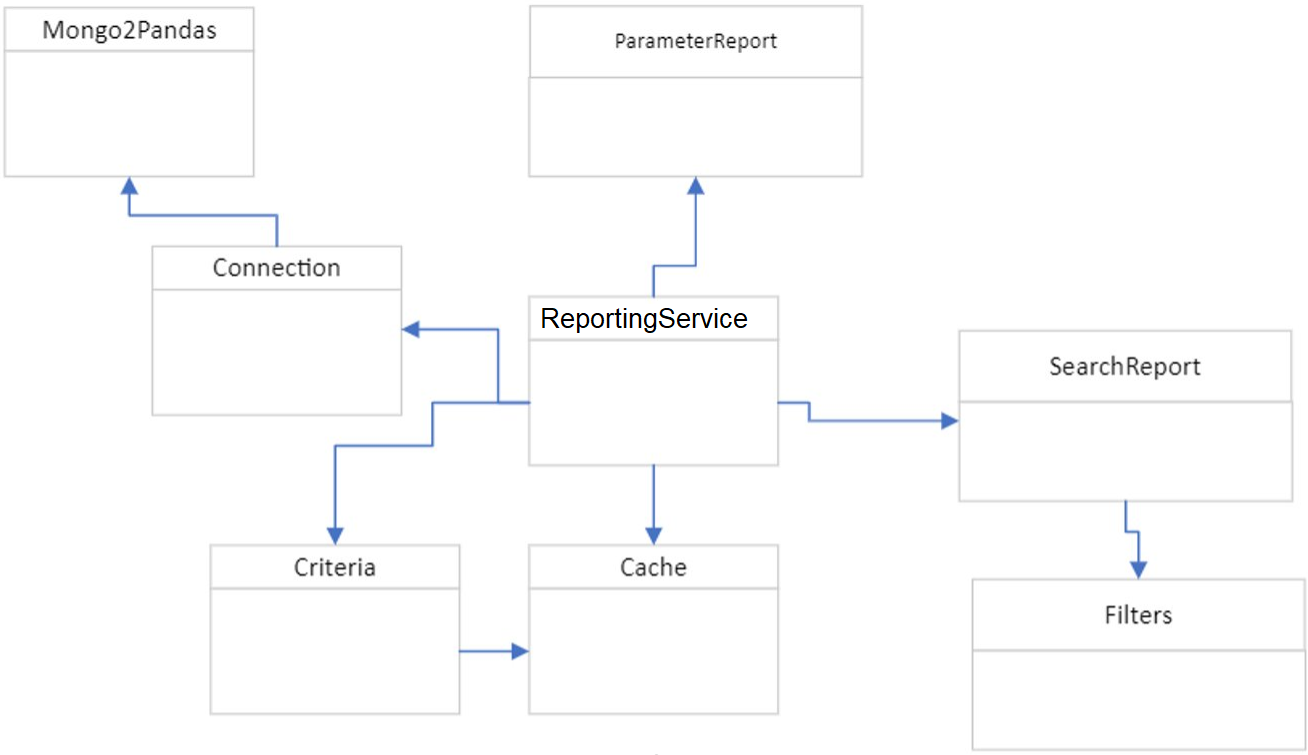 Mongo2Pandas
ParameterReport
Connection
ReportingService
SearchReport
Criteria
Cache
Filters